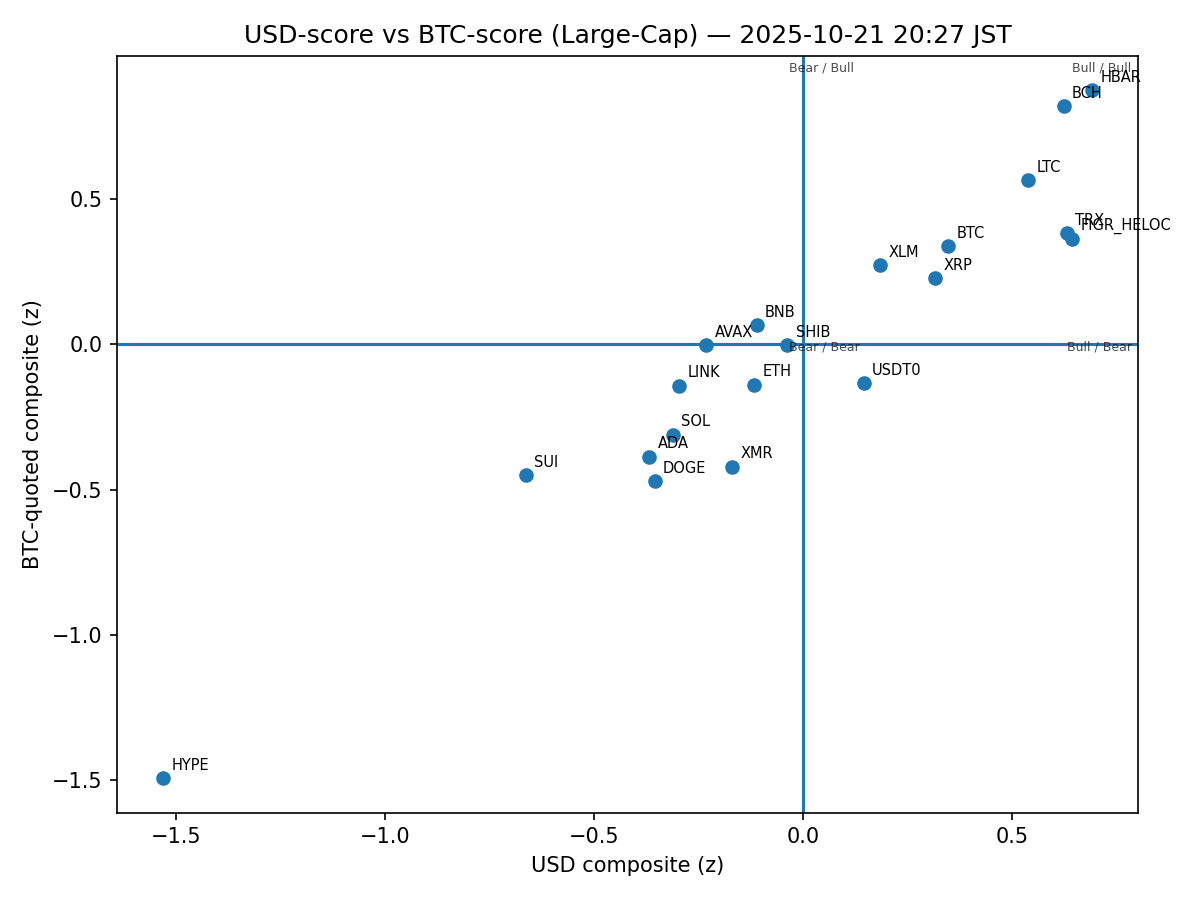 USD-score vs BTC-score (Large-Cap) — 2025-10-21 20:27 JST
Bear / Bull
Bull / Bull
HBAR
BCH
LTC
TRX
FIGR_HELOC
BTC
XLM
XRP
BNB
AVAX
SHIB
Bear / Bear
Bull / Bear
LINK
ETH
USDT0
SOL
ADA
XMR
SUI
DOGE
HYPE
0.5
0.0
−0.5
−1.0
−1.5
BTC-quoted composite (z)
−1.5
−1.0
−0.5
0.0
0.5
USD composite (z)